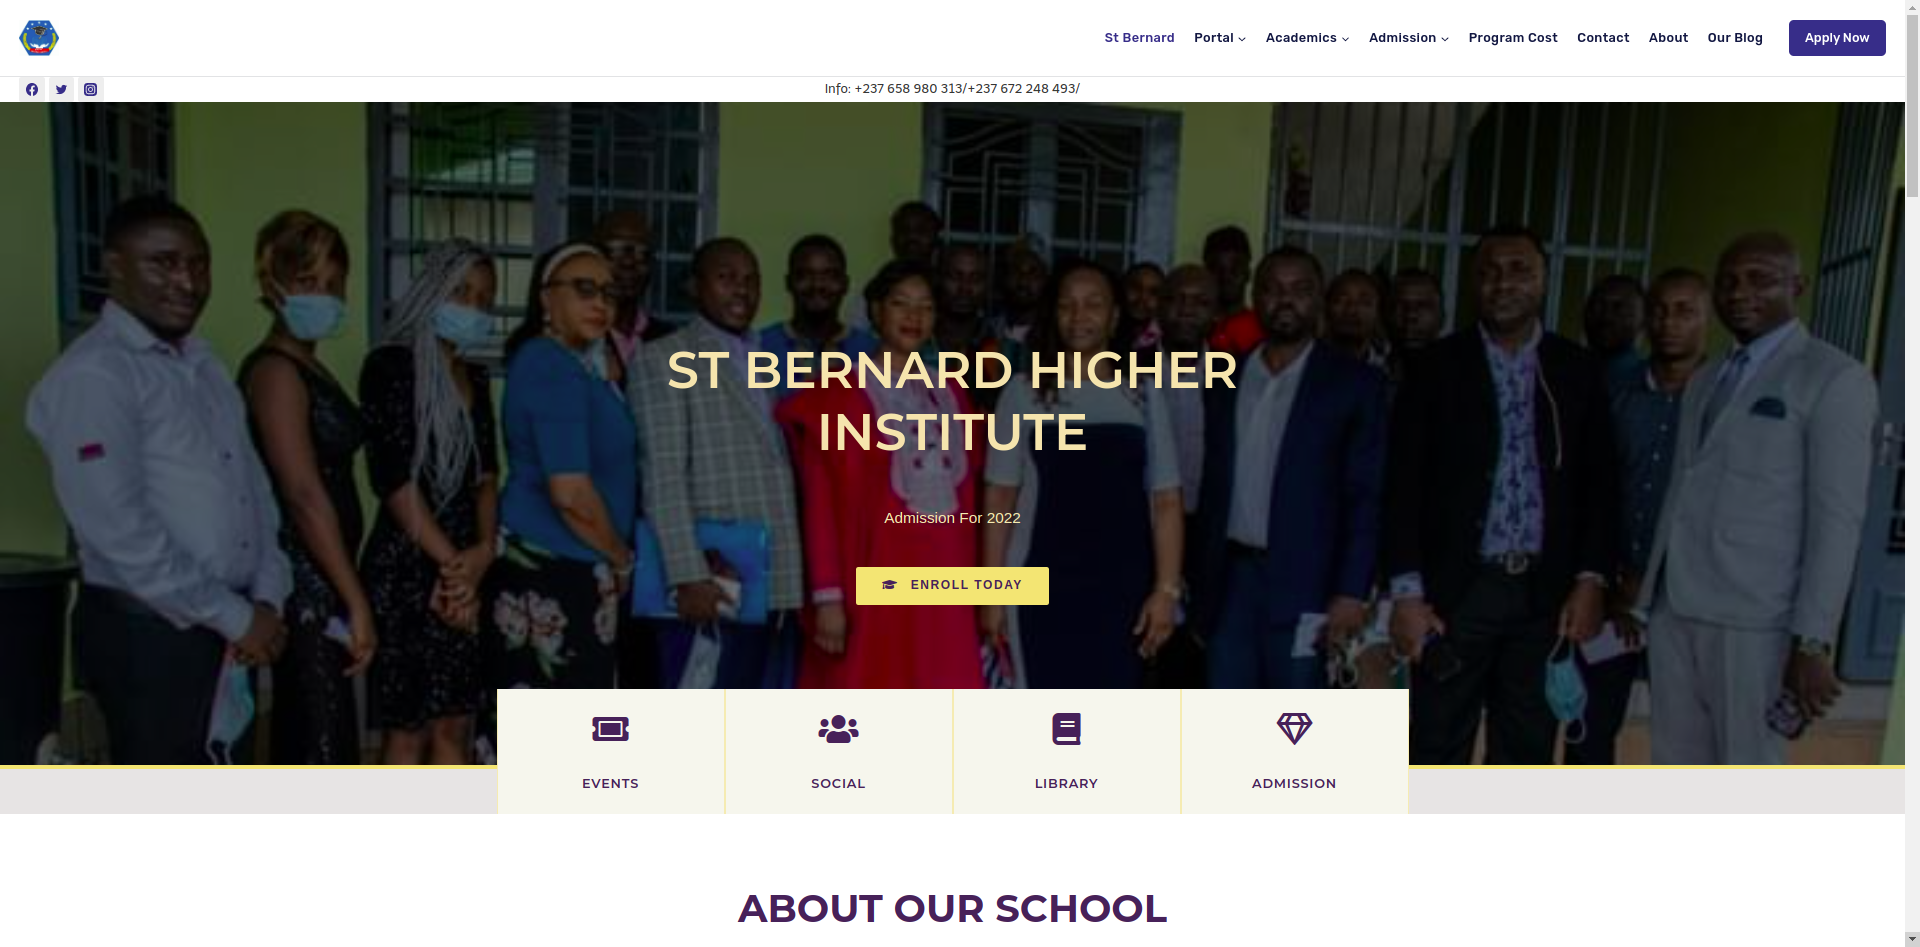 St Bernard Portal Academics Admission Program Cost Contact About Our Blog Apply Now
Info: +237 658 980 313/+237 672 248 493/
ST BERNARD HIGHER
INSTITUTE
Admission For 2022
ENROLL TODAY
EVENTS SOCIAL LIBRARY ADMISSION
ABOUT OUR SCHOOL